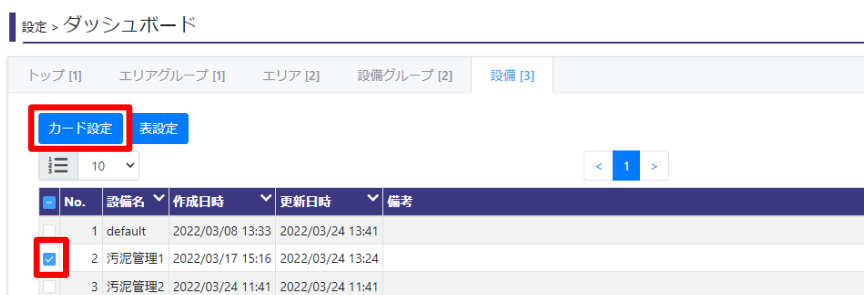 設定 > ダッシュボード
トップ [1] エリアグループ [1] エリア [2] 設備グループ [2] 設備 [3]
カード設定 表設定
10 < 1 >
No. 設備名 作成日時 更新日時 備考
1 default 2022/03/08 13:33 2022/03/24 13:41
2 汚泥管理1 2022/03/17 15:16 2022/03/24 13:24
3 汚泥管理2 2022/03/24 11:41 2022/03/24 11:41